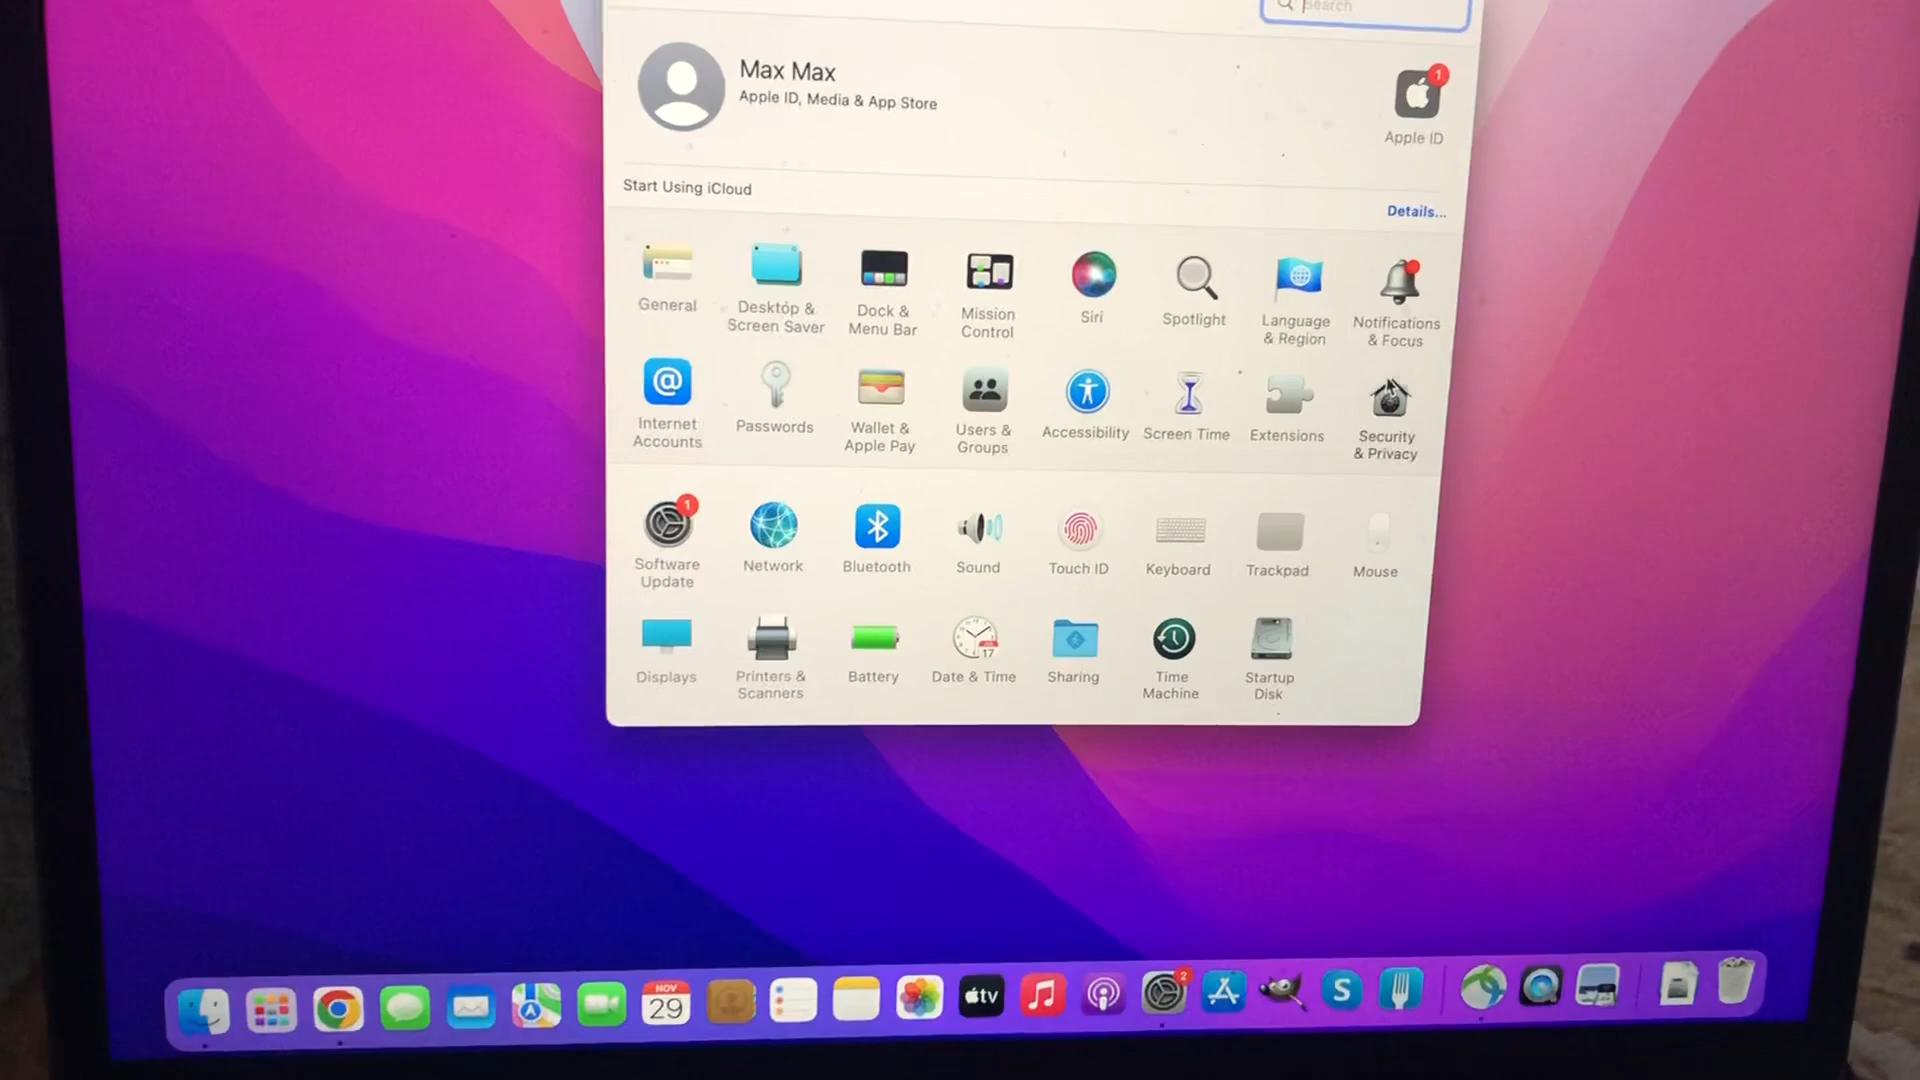 Search
Max Max
Apple ID, Media & App Store
1
Apple ID
Start Using iCloud
Details...
General
Desktop &
Screen Saver
Dock &
Menu Bar
Mission
Control
Siri
Spotlight
Language
& Region
Notifications
& Focus
Internet
Accounts
Passwords
Wallet &
Apple Pay
Users &
Groups
Accessibility
Screen Time
Extensions
Security
& Privacy
1
Software
Update
Network
Bluetooth
Sound
Touch ID
Keyboard
Trackpad
Mouse
17
Displays
Printers &
Scanners
Battery
Date & Time
Sharing
Time
Machine
Startup
Disk
NOV
29
tv
2
S